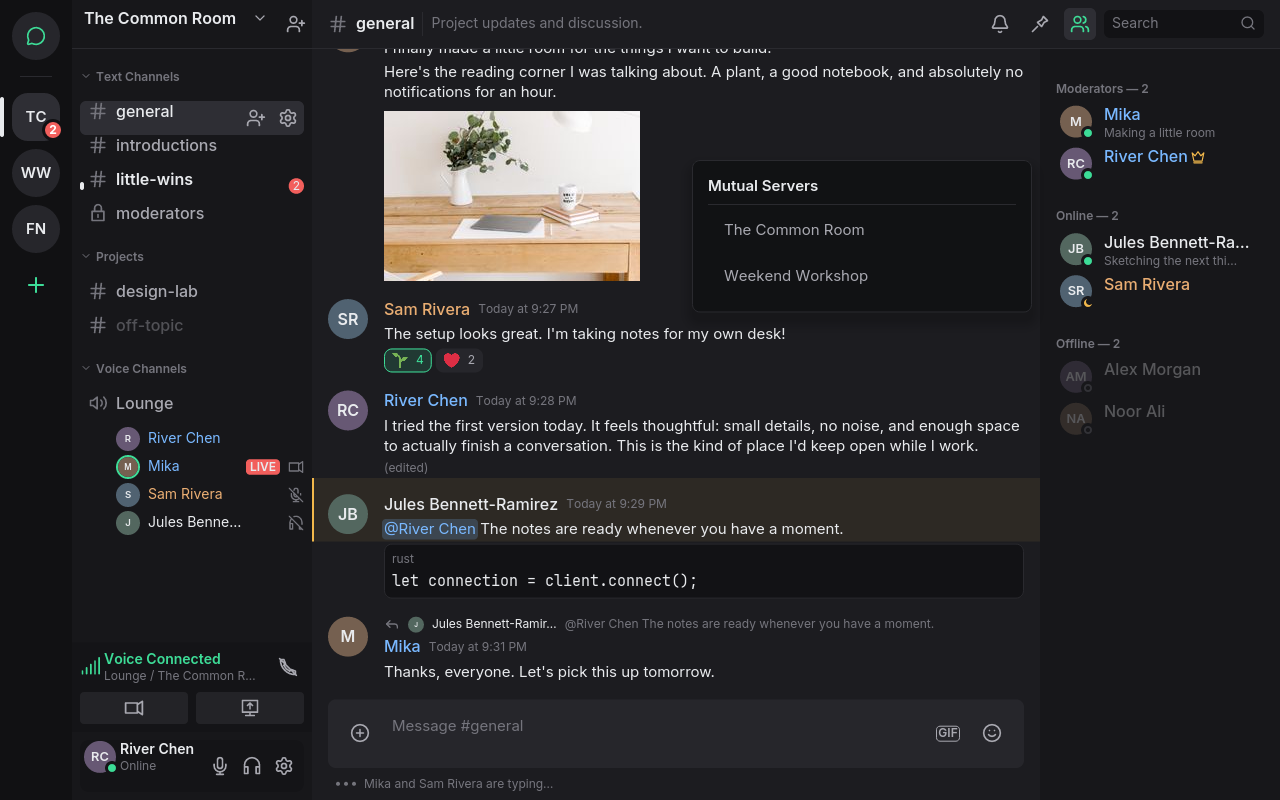 The Common Room
general
Project updates and discussion.
Search
TC
2
WW
FN
Text Channels
general
introductions
little-wins
2
moderators
Projects
design-lab
off-topic
Voice Channels
Lounge
RC
River Chen
M
Mika
LIVE
S
Sam Rivera
J
Jules Benne...
Voice Connected
Lounge / The Common R...
RC
River Chen
Online
I finally made a little room for the things I want to build.
Here's the reading corner I was talking about. A plant, a good notebook, and absolutely no
notifications for an hour.
SR
Sam Rivera
Today at 9:27 PM
The setup looks great. I'm taking notes for my own desk!
4
2
RC
River Chen
Today at 9:28 PM
I tried the first version today. It feels thoughtful: small details, no noise, and enough space
to actually finish a conversation. This is the kind of place I'd keep open while I work.
(edited)
JB
Jules Bennett-Ramirez
Today at 9:29 PM
@River Chen The notes are ready whenever you have a moment.
rust
let connection = client.connect();
J
Jules Bennett-Ramir...
@River Chen The notes are ready whenever you have a moment.
M
Mika
Today at 9:31 PM
Thanks, everyone. Let's pick this up tomorrow.
Message #general
GIF
Mika and Sam Rivera are typing...
Mutual Servers
The Common Room
Weekend Workshop
Moderators — 2
M
Mika
Making a little room
RC
River Chen
Online — 2
JB
Jules Bennett-Ra...
Sketching the next thi...
SR
Sam Rivera
Offline — 2
AM
Alex Morgan
NA
Noor Ali